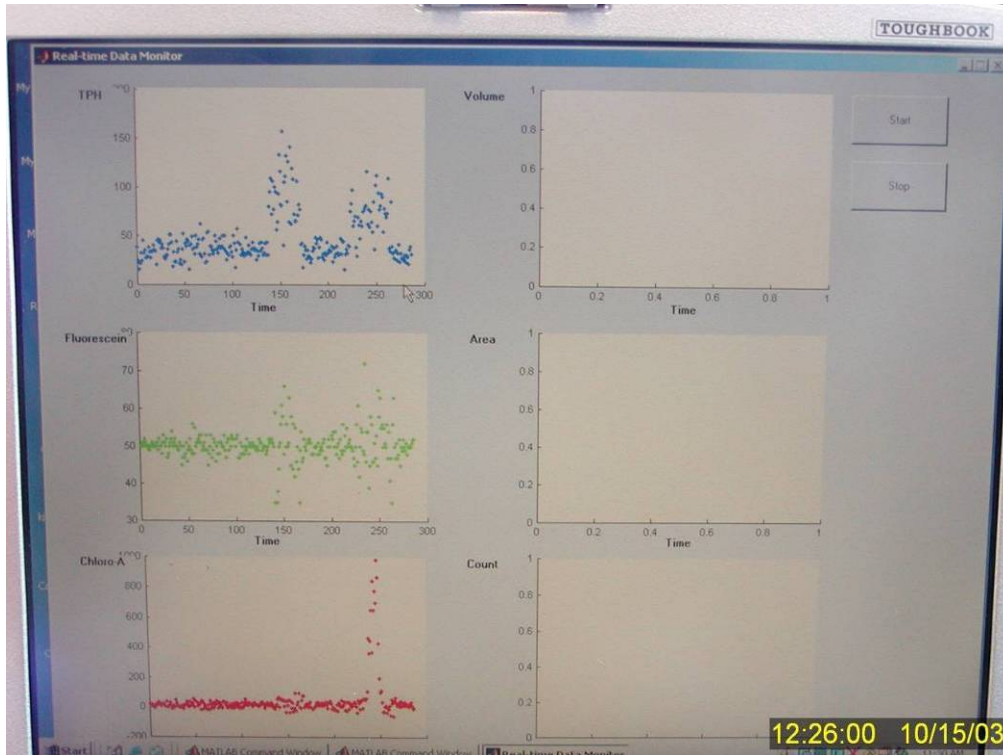 TOUGHBOOK
Real-time Data Monitor
TPH
150
100
50
0
0 50 100 150 200 250 300
Time
Volume
1
0.8
0.6
0.4
0.2
0
0 0.2 0.4 0.6 0.8 1
Time
Start
Stop
Fluorescein
70
60
50
40
30
0 50 100 150 200 250 300
Time
Area
1
0.8
0.6
0.4
0.2
0
0 0.2 0.4 0.6 0.8 1
Time
Chloro-A
800
600
400
200
0
-200
Count
1
0.8
0.6
0.4
0.2
0
Start
MATLAB Command Window
MATLAB Command Window
Real-time Data Monitor
12:26:00 10/15/03